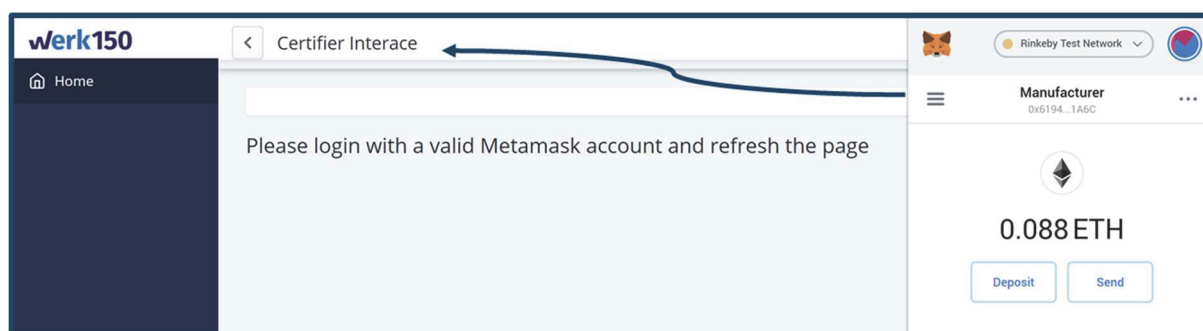 Werk150
Certifier Interace
Home
Please login with a valid Metamask account and refresh the page
Rinkeby Test Network
Manufacturer
0x6194...1A6C
0.088 ETH
Deposit
Send